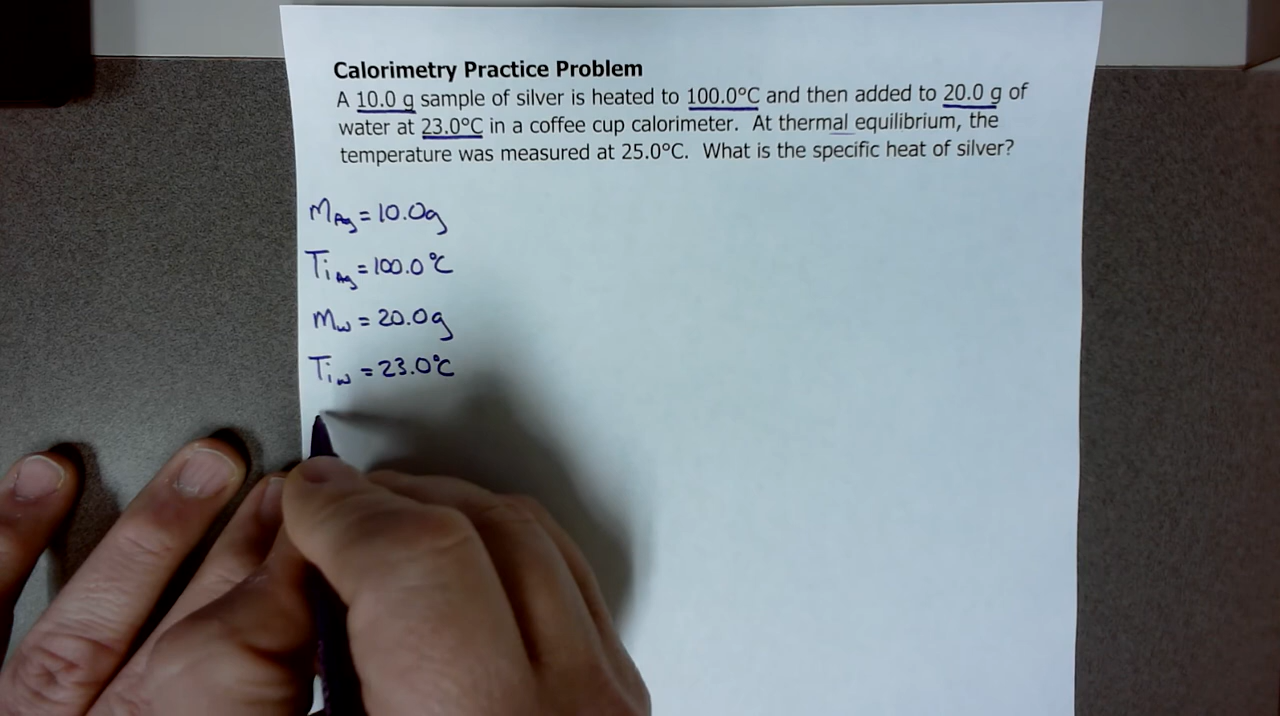 Calorimetry Practice Problem
A 10.0 g sample of silver is heated to 100.0°C and then added to 20.0 g of
water at 23.0°C in a coffee cup calorimeter. At thermal equilibrium, the
temperature was measured at 25.0°C. What is the specific heat of silver?
mAg = 10.0g
TiAg = 100.0°C
mw = 20.0g
Tiw = 23.0°C